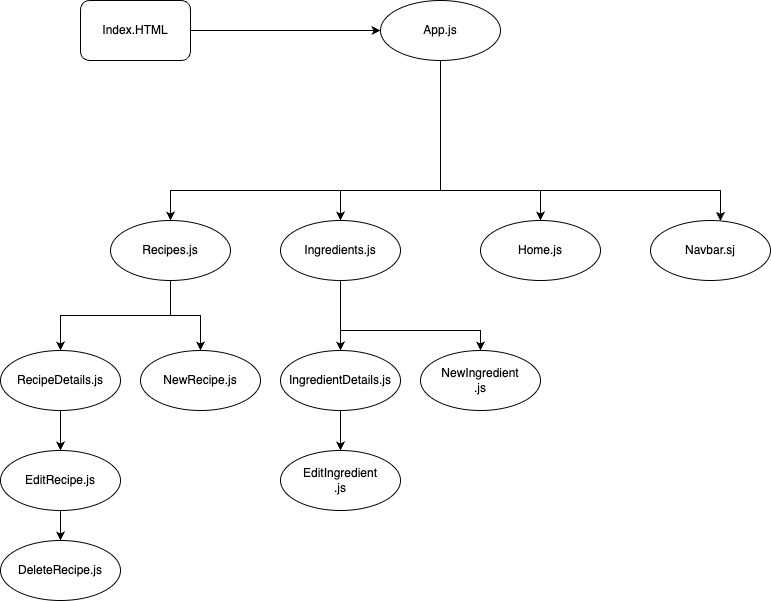 Index.HTML
App.js
Recipes.js
Ingredients.js
Home.js
Navbar.sj
RecipeDetails.js
NewRecipe.js
IngredientDetails.js
NewIngredient
.js
EditRecipe.js
EditIngredient
.js
DeleteRecipe.js